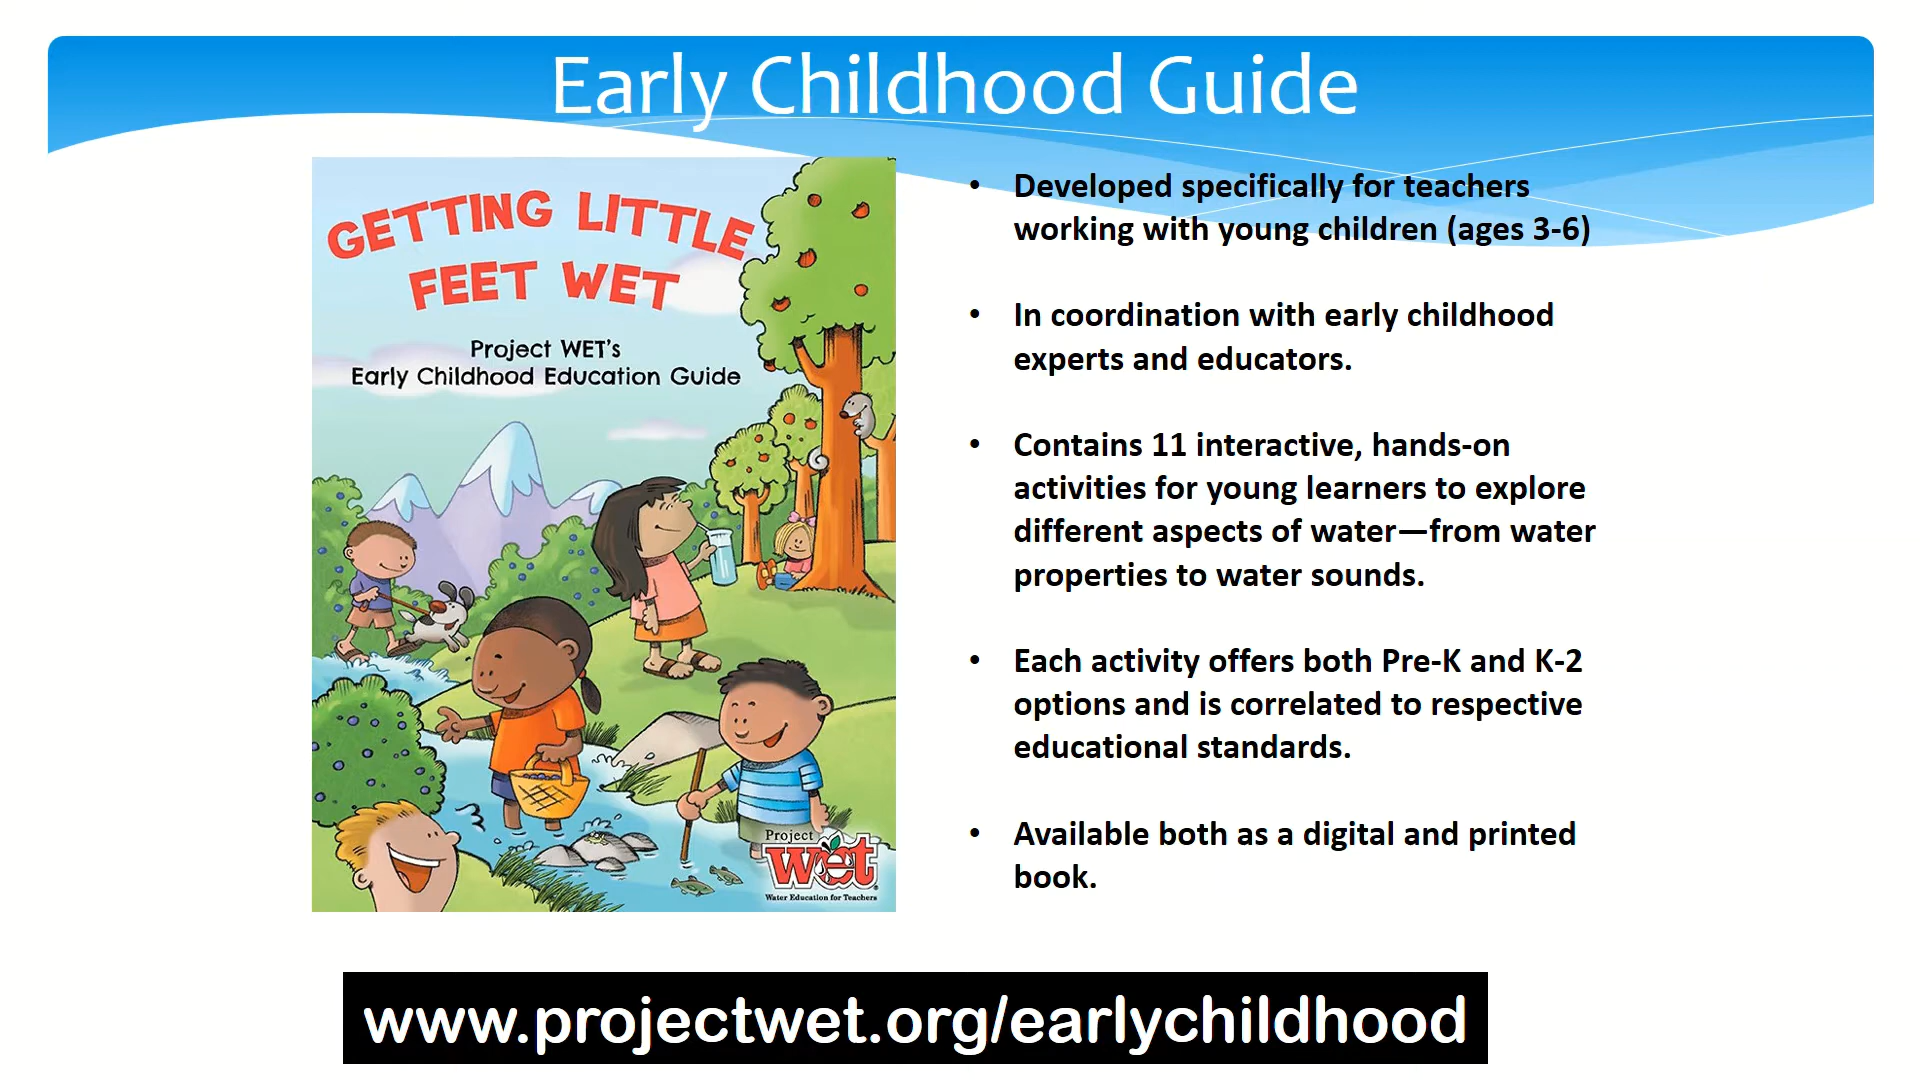 Early Childhood Guide
GETTING LITTLE
FEET WET
Project WET's
Early Childhood Education Guide
Project
wet
Water Education for Teachers
• Developed specifically for teachers
working with young children (ages 3-6)
• In coordination with early childhood
experts and educators.
• Contains 11 interactive, hands-on
activities for young learners to explore
different aspects of water—from water
properties to water sounds.
• Each activity offers both Pre-K and K-2
options and is correlated to respective
educational standards.
• Available both as a digital and printed
book.
www.projectwet.org/earlychildhood